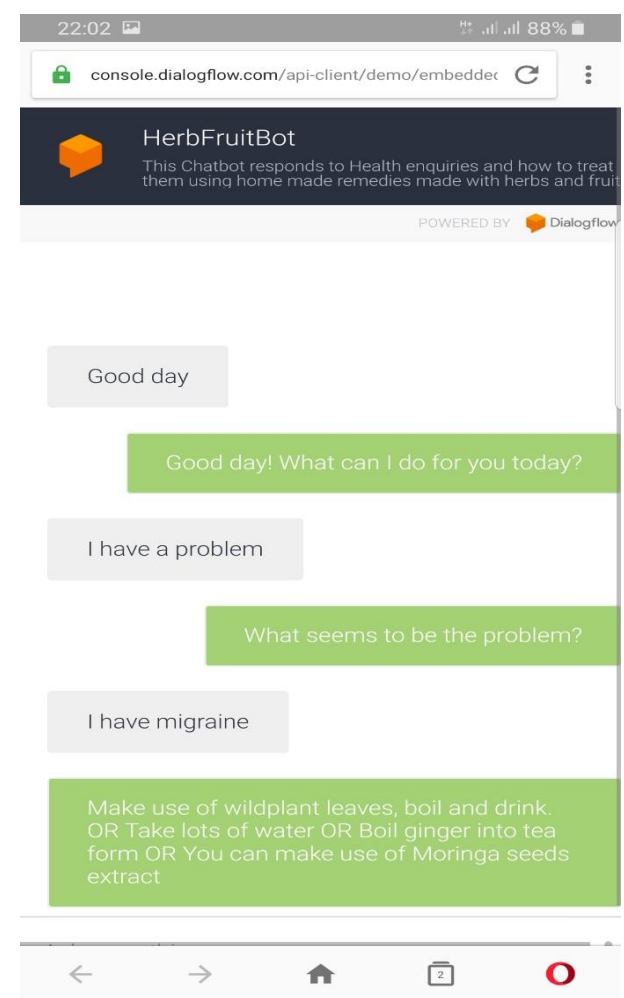 22:02 88%
console.dialogflow.com/api-client/demo/embedded
HerbFruitBot
This Chatbot responds to Health enquiries and how to treat
them using home made remedies made with herbs and fruit
POWERED BY Dialogflow
Good day
Good day! What can I do for you today?
I have a problem
What seems to be the problem?
I have migraine
Make use of wildplant leaves, boil and drink.
OR Take lots of water OR Boil ginger into tea
form OR You can make use of Moringa seeds
extract
2